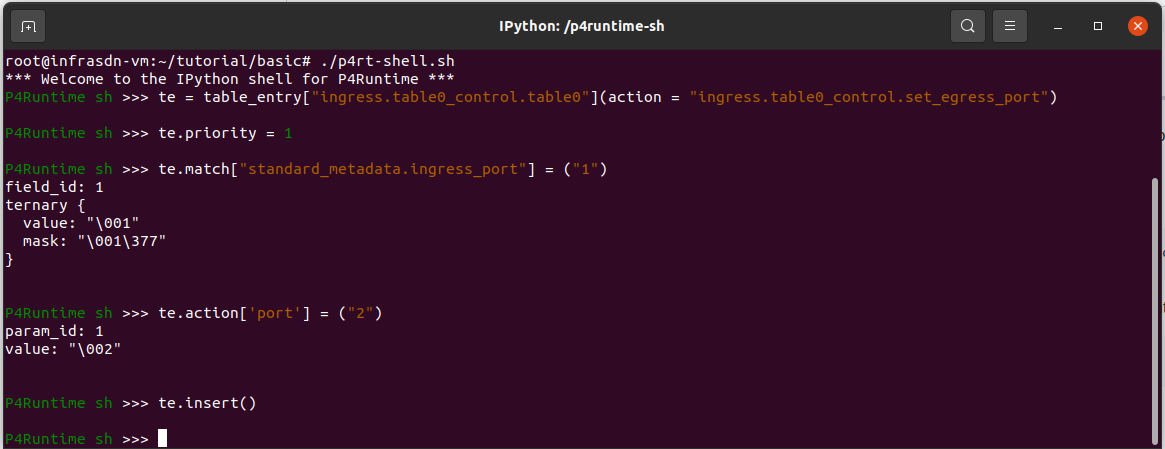 IPython: /p4runtime-sh
root@infrasdn-vm:~/tutorial/basic# ./p4rt-shell.sh
*** Welcome to the IPython shell for P4Runtime ***
P4Runtime sh >>> te = table_entry["ingress.table0_control.table0"](action = "ingress.table0_control.set_egress_port")
P4Runtime sh >>> te.priority = 1
P4Runtime sh >>> te.match["standard_metadata.ingress_port"] = ("1")
field_id: 1
ternary {
  value: "\001"
  mask: "\001\377"
}
P4Runtime sh >>> te.action['port'] = ("2")
param_id: 1
value: "\002"
P4Runtime sh >>> te.insert()
P4Runtime sh >>>